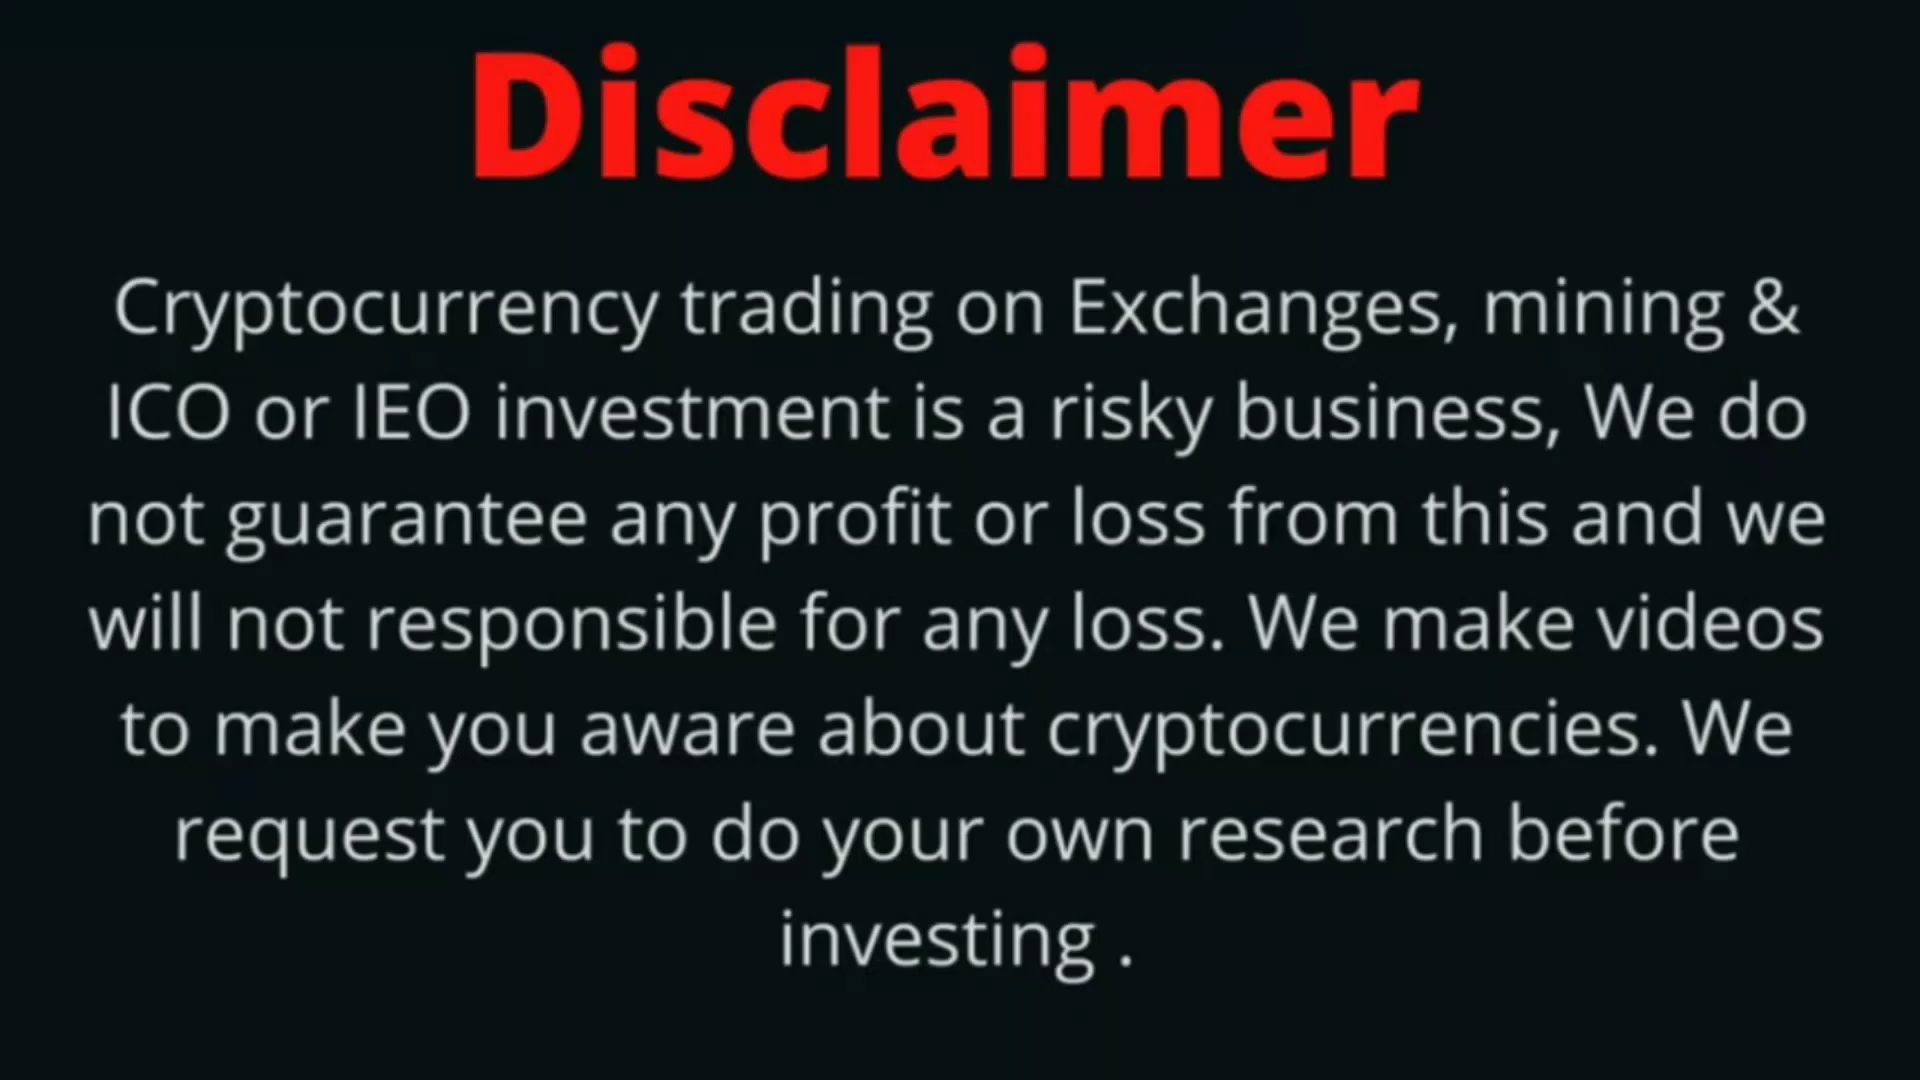 Disclaimer
Cryptocurrency trading on Exchanges, mining &
ICO or IEO investment is a risky business, We do
not guarantee any profit or loss from this and we
will not responsible for any loss. We make videos
to make you aware about cryptocurrencies. We
request you to do your own research before
investing .